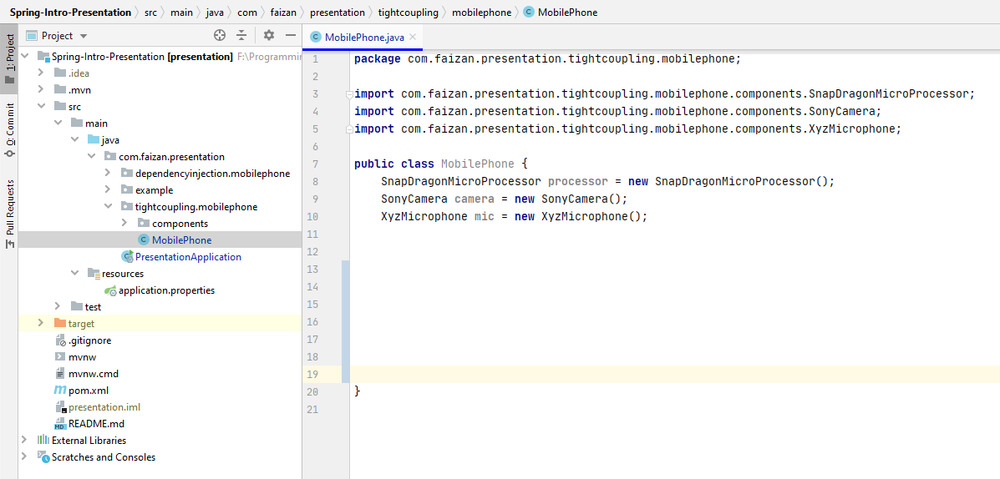 Spring-Intro-Presentation src main java com faizan presentation tightcoupling mobilephone MobilePhone
1: Project
0: Commit
Pull Requests
Project
Spring-Intro-Presentation [presentation] F:\Programmin
.idea
.mvn
src
main
java
com.faizan.presentation
dependencyinjection.mobilephone
example
tightcoupling.mobilephone
components
MobilePhone
PresentationApplication
resources
application.properties
test
target
.gitignore
mvnw
mvnw.cmd
pom.xml
presentation.iml
README.md
External Libraries
Scratches and Consoles
MobilePhone.java
1 package com.faizan.presentation.tightcoupling.mobilephone;
2
3 import com.faizan.presentation.tightcoupling.mobilephone.components.SnapDragonMicroProcessor;
4 import com.faizan.presentation.tightcoupling.mobilephone.components.SonyCamera;
5 import com.faizan.presentation.tightcoupling.mobilephone.components.XyzMicrophone;
6
7 public class MobilePhone {
8 SnapDragonMicroProcessor processor = new SnapDragonMicroProcessor();
9 SonyCamera camera = new SonyCamera();
10 XyzMicrophone mic = new XyzMicrophone();
11
12
13
14
15
16
17
18
19
20 }
21